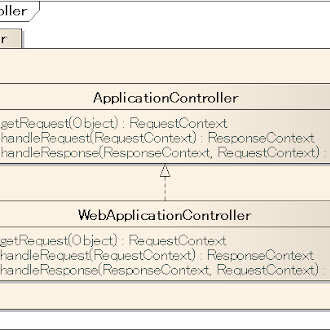 oller
r
ApplicationController
getRequest(Object) : RequestContext
handleRequest(RequestContext) : ResponseContext
handleResponse(ResponseContext, RequestContext) :
WebApplicationController
getRequest(Object) : RequestContext
handleRequest(RequestContext) : ResponseContext
handleResponse(ResponseContext, RequestContext) :